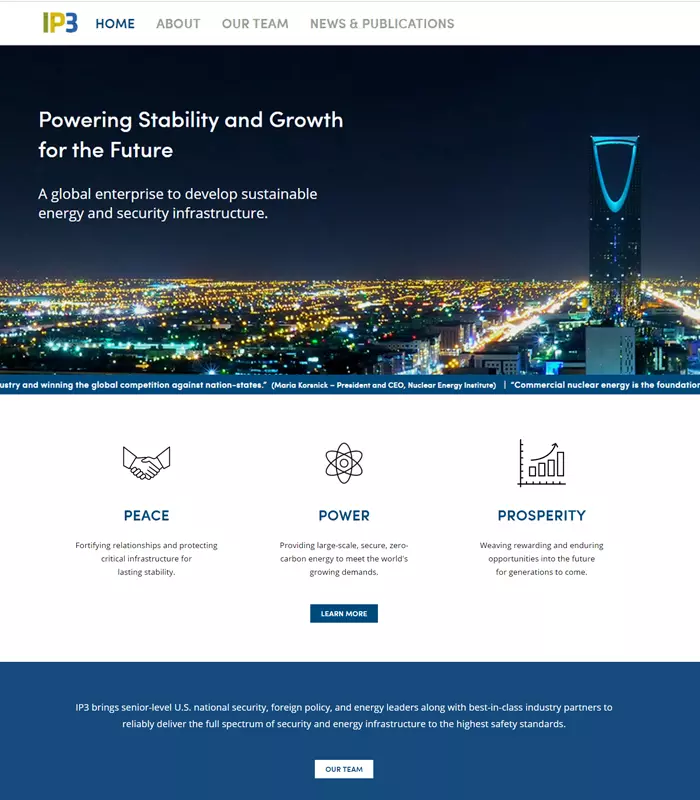 IP3 HOME ABOUT OUR TEAM NEWS & PUBLICATIONS
Powering Stability and Growth
for the Future
A global enterprise to develop sustainable
energy and security infrastructure.
ustry and winning the global competition against nation-states.” (Maria Korsnick – President and CEO, Nuclear Energy Institute) | “Commercial nuclear energy is the foundation
PEACE
Fortifying relationships and protecting
critical infrastructure for
lasting stability.
POWER
Providing large-scale, secure, zero-
carbon energy to meet the world's
growing demands.
PROSPERITY
Weaving rewarding and enduring
opportunities into the future
for generations to come.
LEARN MORE
IP3 brings senior-level U.S. national security, foreign policy, and energy leaders along with best-in-class industry partners to
reliably deliver the full spectrum of security and energy infrastructure to the highest safety standards.
OUR TEAM